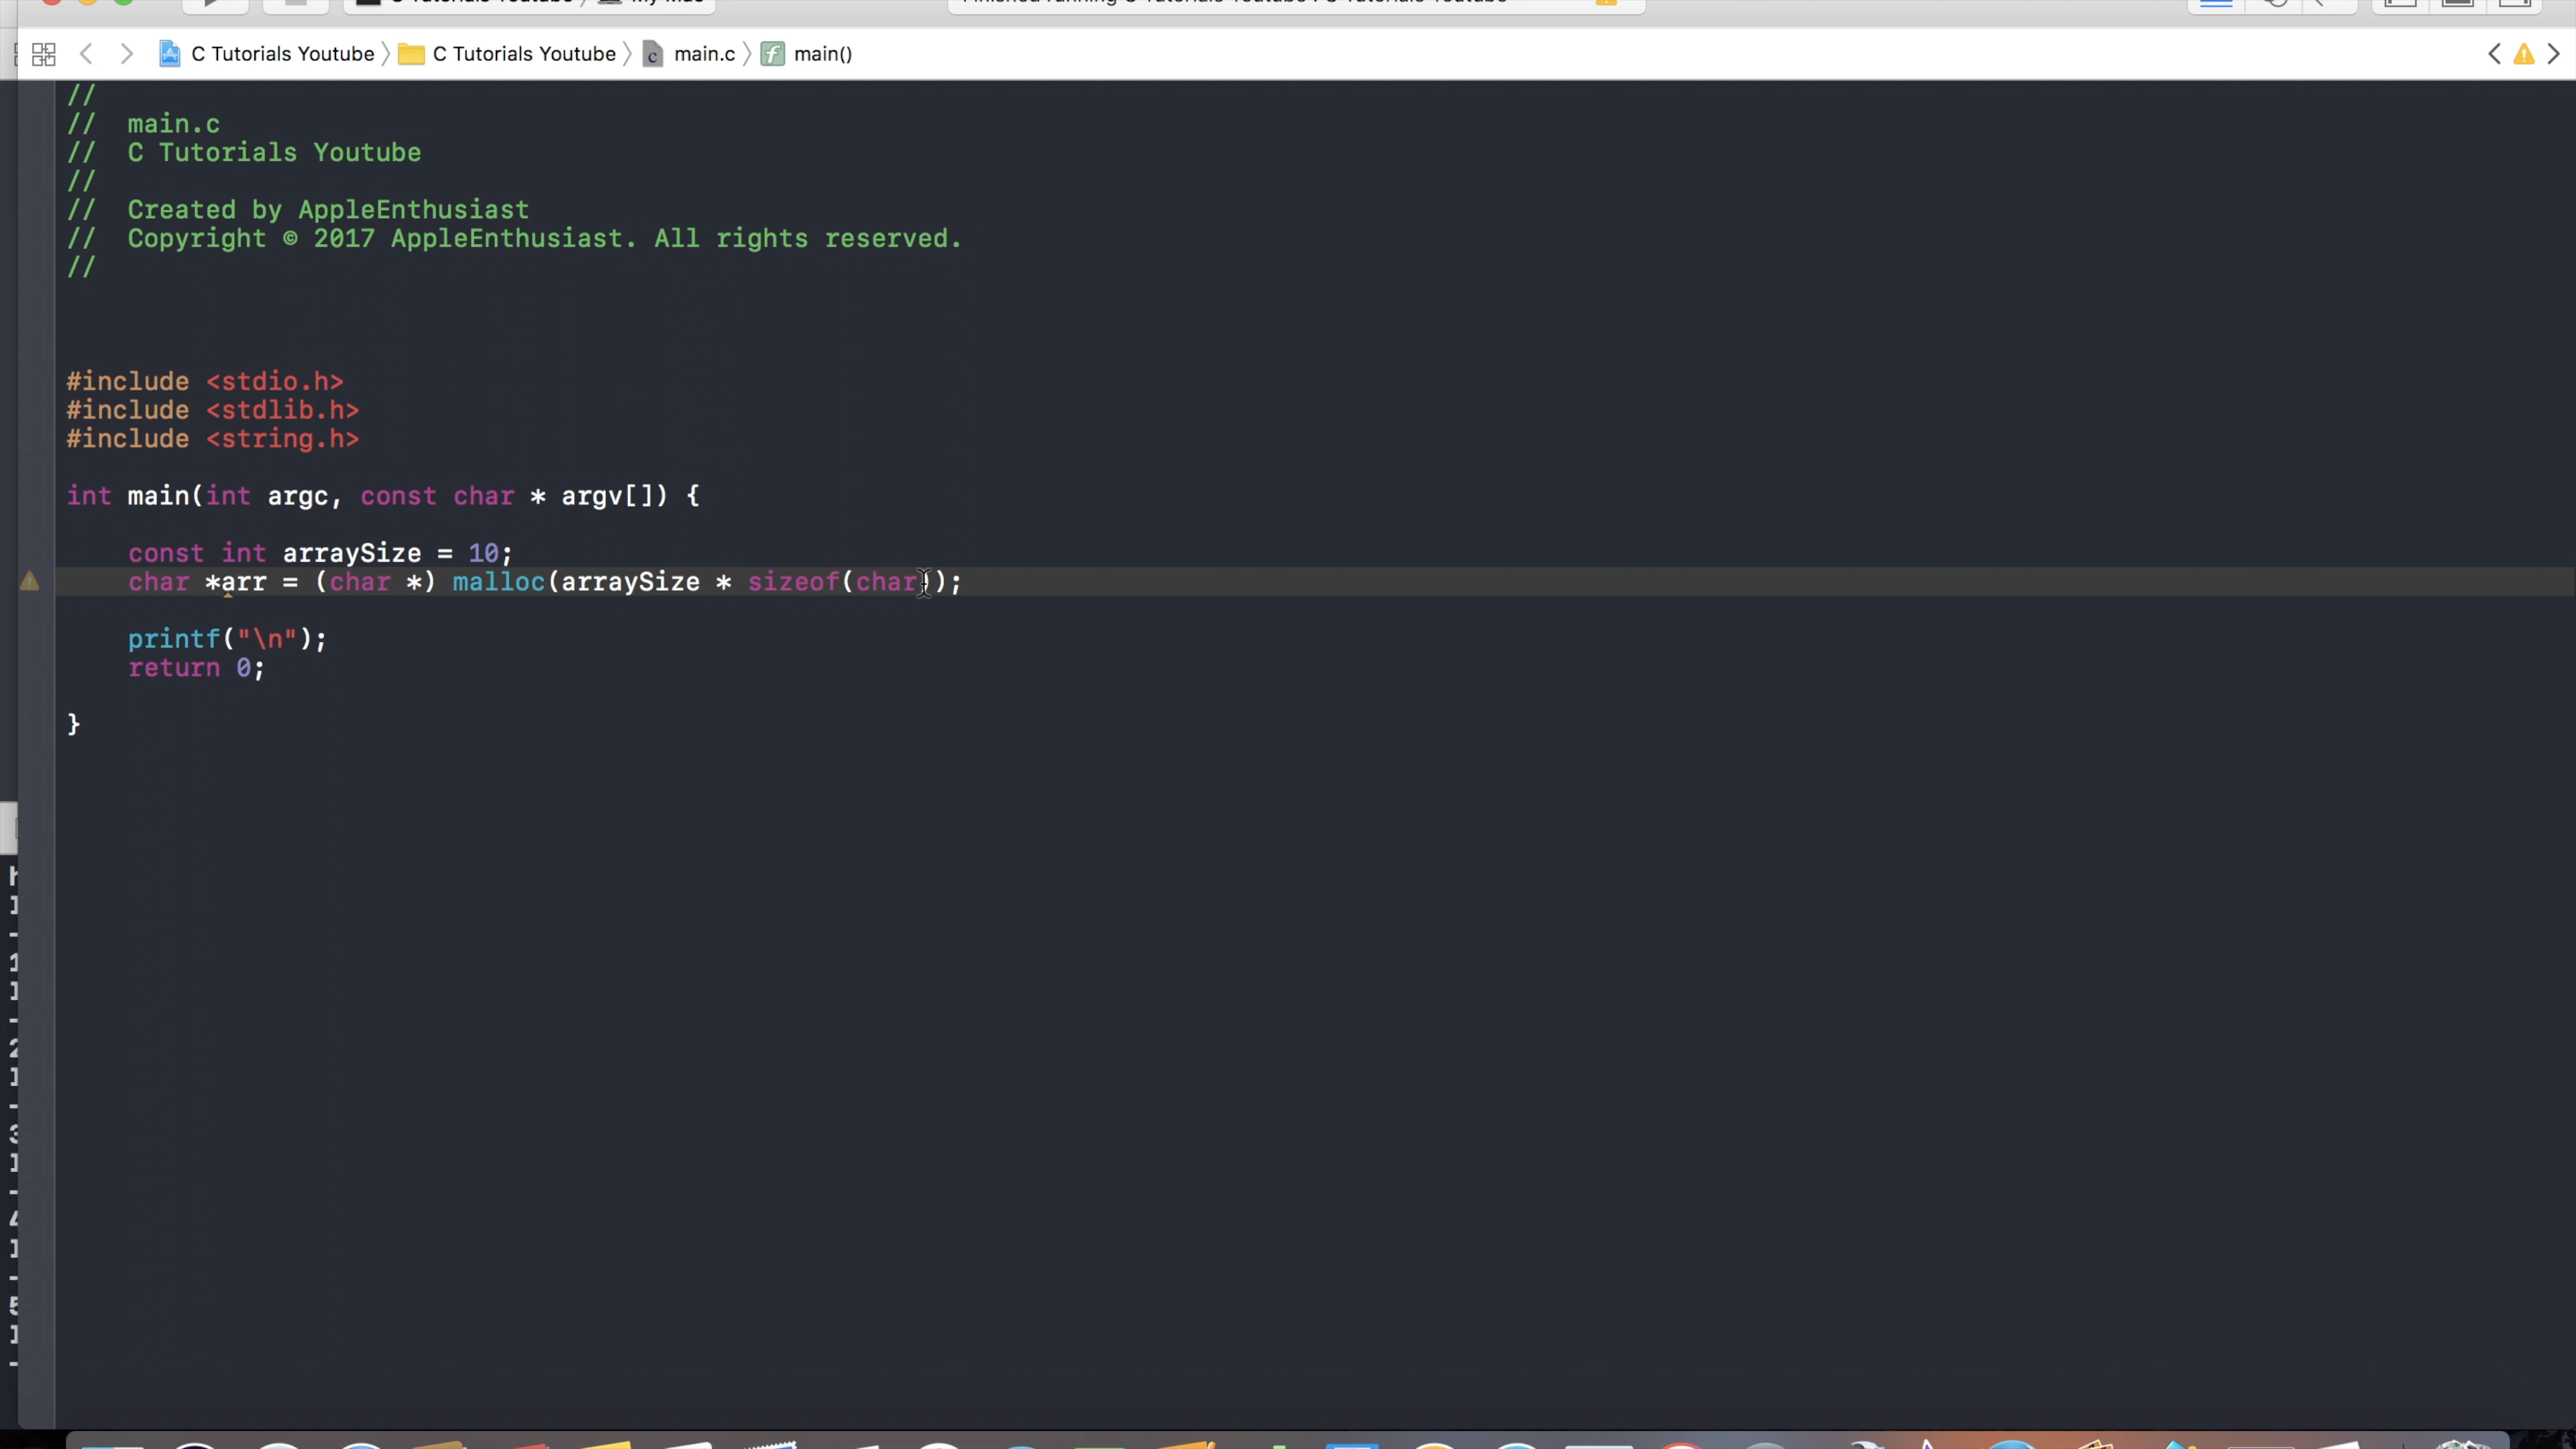 C Tutorials Youtube C Tutorials Youtube main.c main()
//
// main.c
// C Tutorials Youtube
//
// Created by AppleEnthusiast
// Copyright © 2017 AppleEnthusiast. All rights reserved.
//
#include <stdio.h>
#include <stdlib.h>
#include <string.h>
int main(int argc, const char * argv[]) {
const int arraySize = 10;
char *arr = (char *) malloc(arraySize * sizeof(char));
printf("\n");
return 0;
}